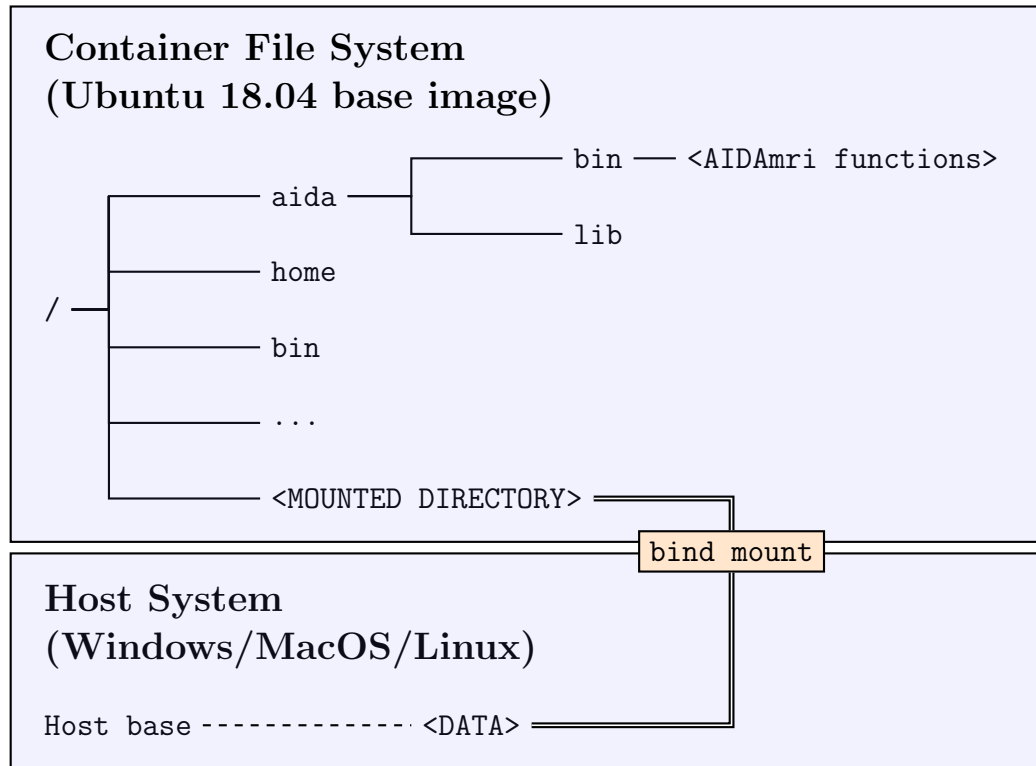 Container File System
(Ubuntu 18.04 base image)
bin <AIDAmri functions>
aida
lib
home
/
bin
...
<MOUNTED DIRECTORY>
bind mount
Host System
(Windows/MacOS/Linux)
Host base <DATA>